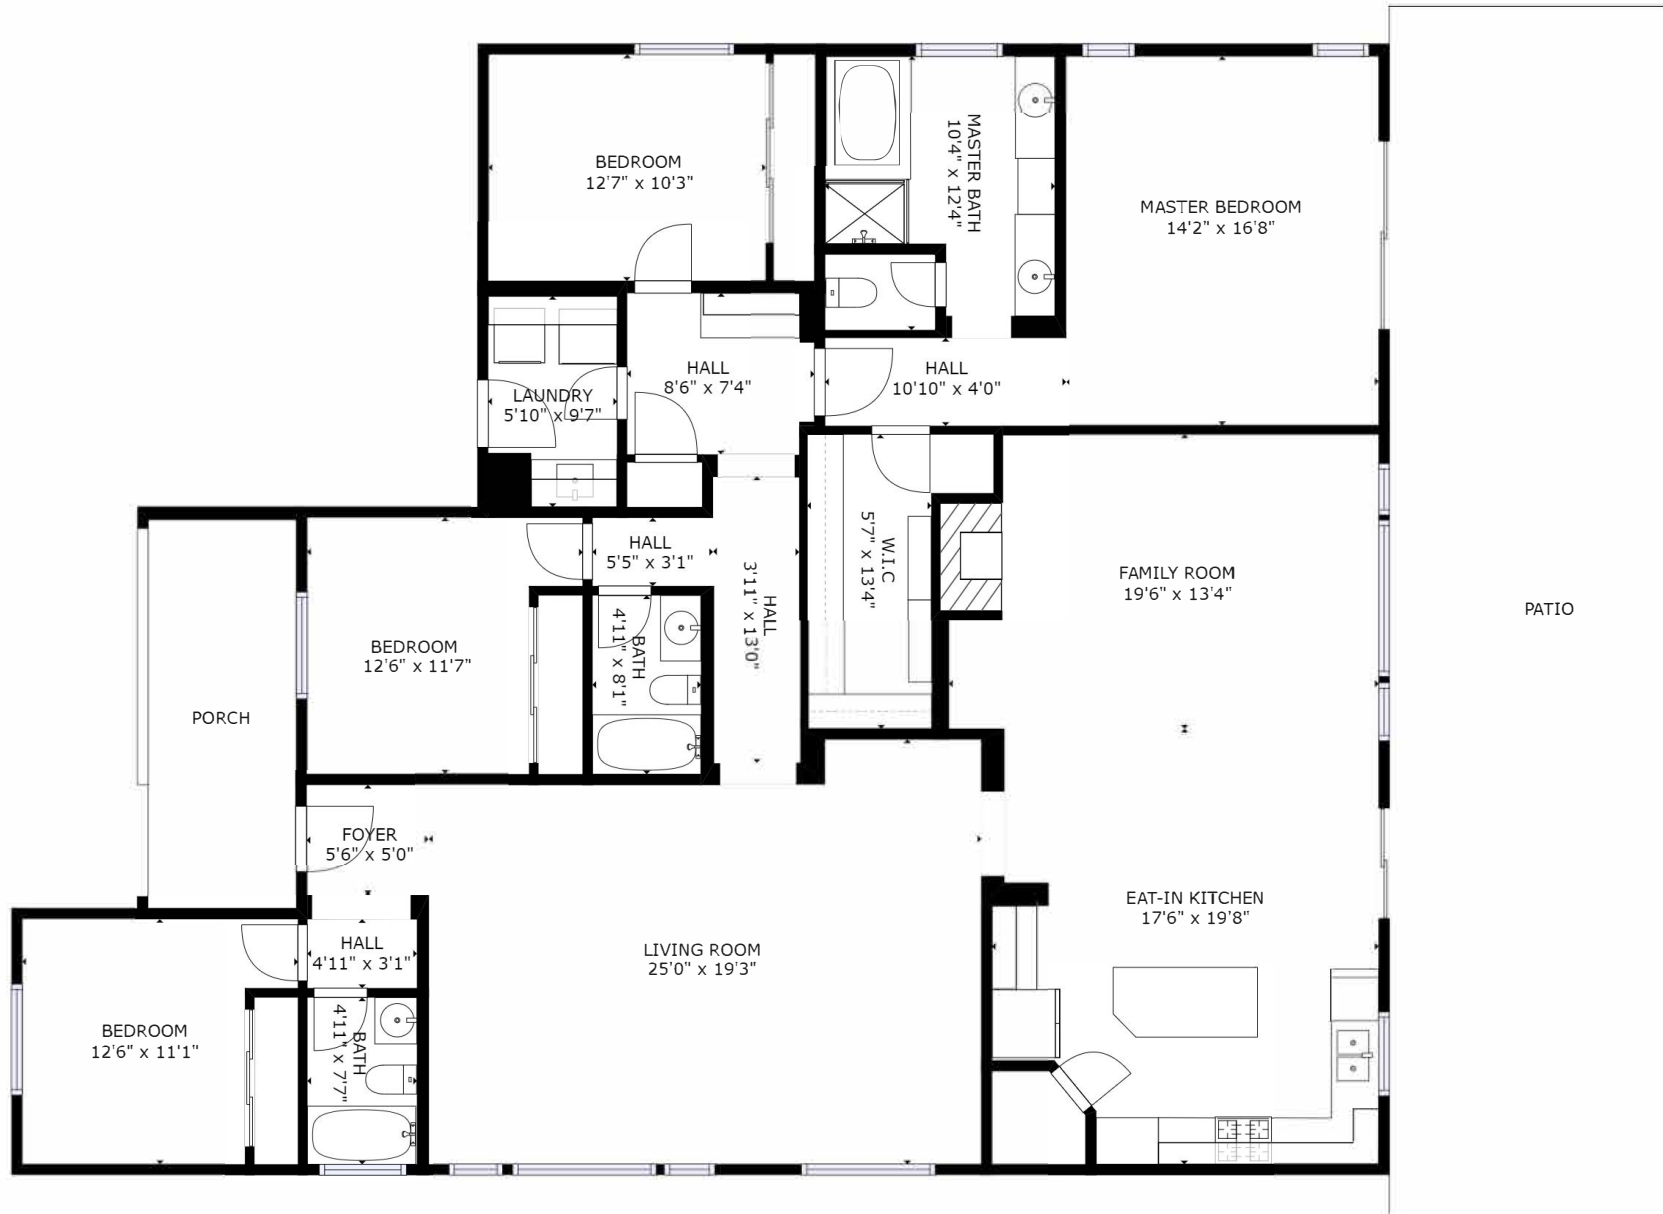 BEDROOM
12'7" x 10'3"
MASTER BATH
10'4" x 12'4"
MASTER BEDROOM
14'2" x 16'8"
HALL
8'6" x 7'4"
HALL
10'10" x 4'0"
LAUNDRY
5'10" x 9'7"
HALL
5'5" x 3'1"
W.I.C
5'7" x 13'4"
FAMILY ROOM
19'6" x 13'4"
PATIO
HALL
3'11" x 13'0"
BEDROOM
12'6" x 11'7"
BATH
4'11" x 8'1"
PORCH
FOYER
5'6" x 5'0"
EAT-IN KITCHEN
17'6" x 19'8"
HALL
4'11" x 3'1"
LIVING ROOM
25'0" x 19'3"
BEDROOM
12'6" x 11'1"
BATH
4'11" x 7'7"